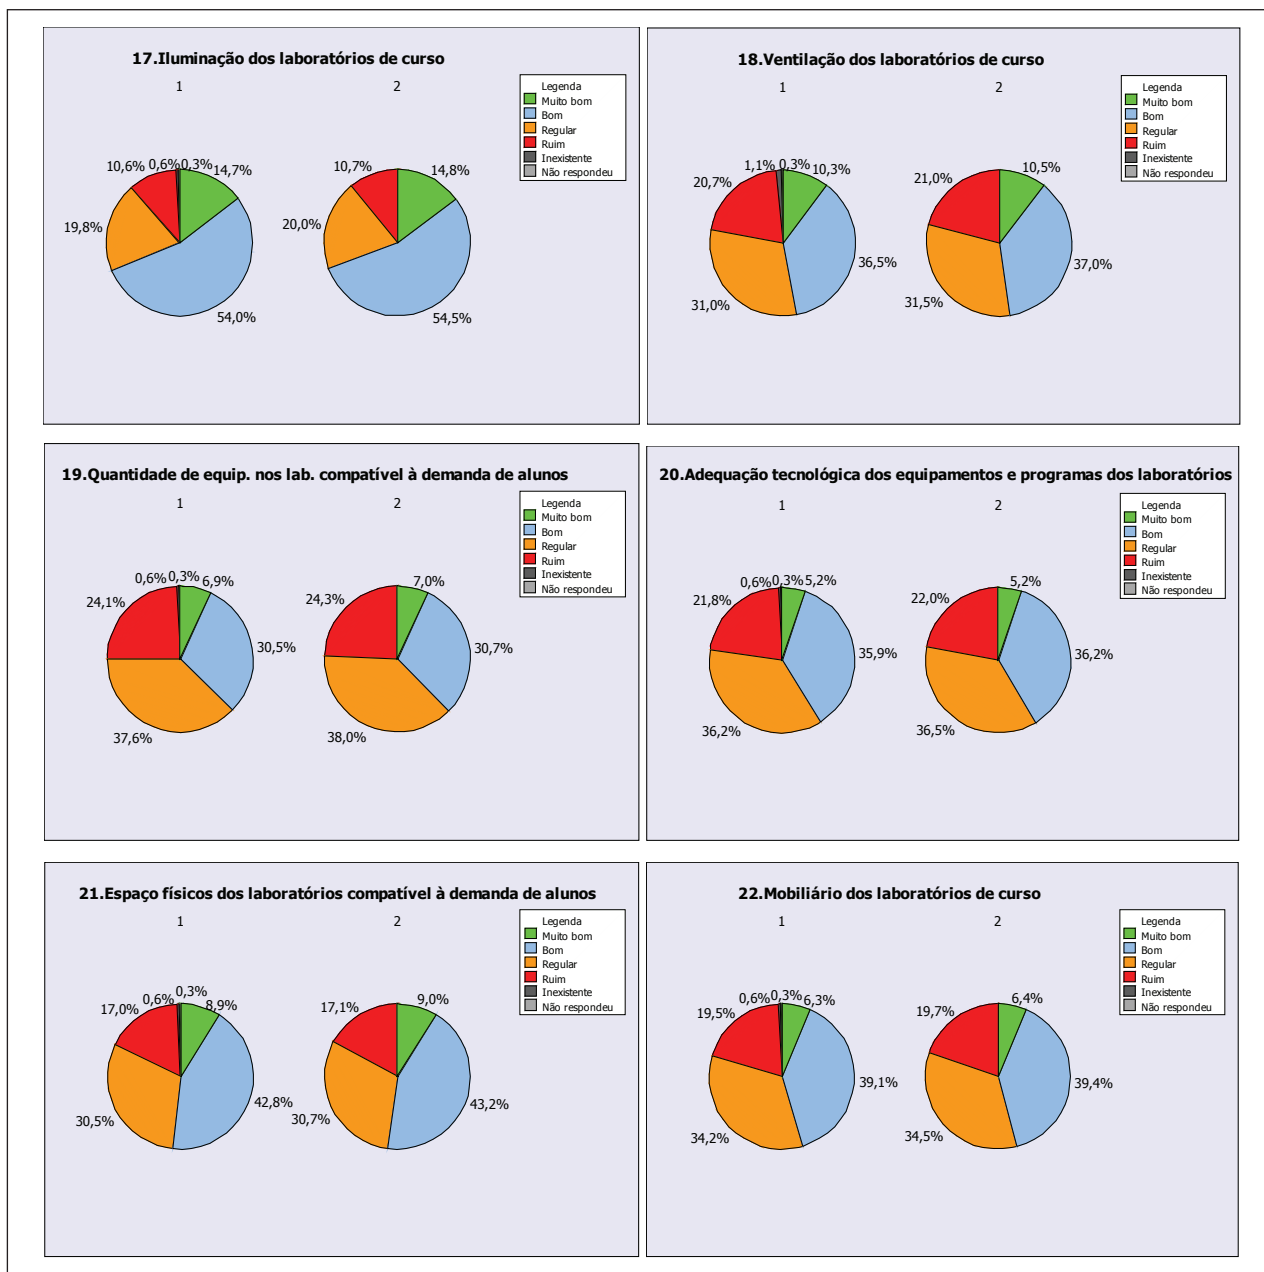 17.Iluminação dos laboratórios de curso
1 2
Legenda
Muito bom
Bom
Regular
Ruim
Inexistente
Não respondeu
10,6% 0,6% 0,3% 14,7%
19,8%
54,0%
10,7% 14,8%
20,0%
54,5%
18.Ventilação dos laboratórios de curso
1 2
Legenda
Muito bom
Bom
Regular
Ruim
Inexistente
Não respondeu
1,1% 0,3% 10,3%
20,7%
36,5%
31,0%
10,5%
21,0%
37,0%
31,5%
19.Quantidade de equip. nos lab. compatível à demanda de alunos
1 2
Legenda
Muito bom
Bom
Regular
Ruim
Inexistente
Não respondeu
0,6% 0,3% 6,9%
24,1%
30,5%
37,6%
7,0%
24,3%
30,7%
38,0%
20.Adequação tecnológica dos equipamentos e programas dos laboratórios
1 2
Legenda
Muito bom
Bom
Regular
Ruim
Inexistente
Não respondeu
0,6% 0,3% 5,2%
21,8%
35,9%
36,2%
5,2%
22,0%
36,2%
36,5%
21.Espaço físicos dos laboratórios compatível à demanda de alunos
1 2
Legenda
Muito bom
Bom
Regular
Ruim
Inexistente
Não respondeu
17,0% 0,6% 0,3% 8,9%
42,8%
30,5%
17,1% 9,0%
43,2%
30,7%
22.Mobiliário dos laboratórios de curso
1 2
Legenda
Muito bom
Bom
Regular
Ruim
Inexistente
Não respondeu
0,6% 0,3% 6,3%
19,5%
39,1%
34,2%
6,4%
19,7%
39,4%
34,5%